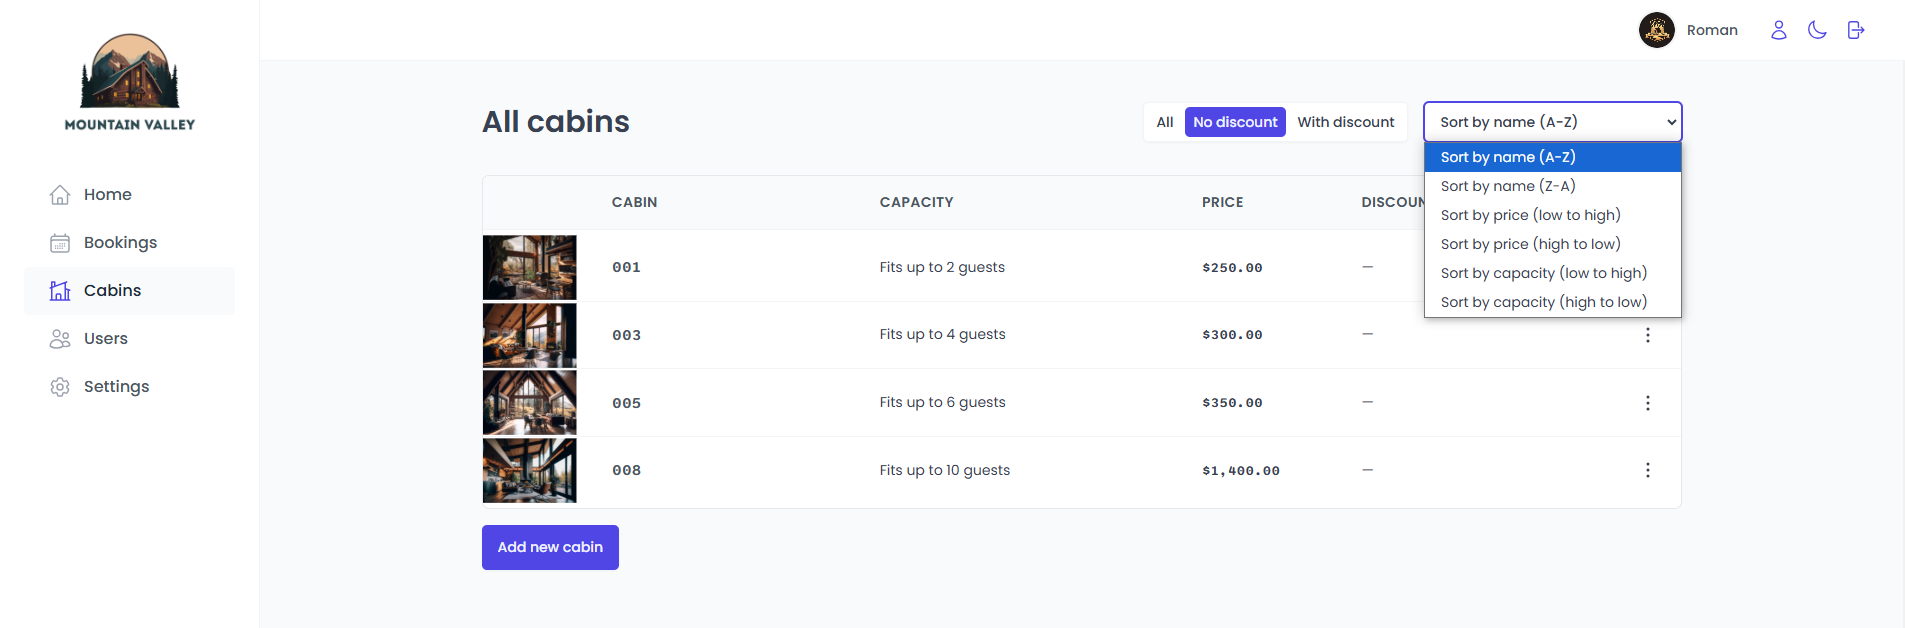 MOUNTAIN VALLEY
Home
Bookings
Cabins
Users
Settings
Roman
All cabins
All No discount With discount
Sort by name (A-Z)
Sort by name (A-Z)
Sort by name (Z-A)
Sort by price (low to high)
Sort by price (high to low)
Sort by capacity (low to high)
Sort by capacity (high to low)
CABIN CAPACITY PRICE DISCOUN
001 Fits up to 2 guests $250.00 —
003 Fits up to 4 guests $300.00 —
005 Fits up to 6 guests $350.00 —
008 Fits up to 10 guests $1,400.00 —
Add new cabin